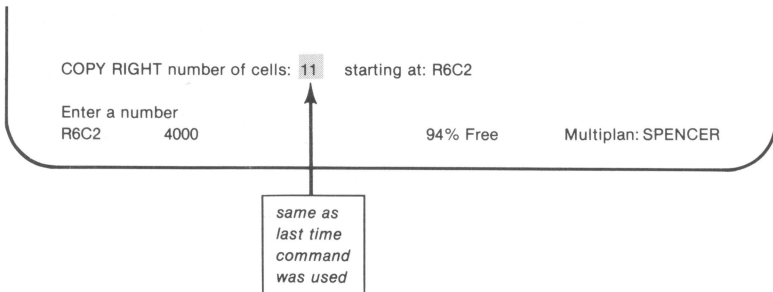 COPY RIGHT number of cells: 11 starting at: R6C2
Enter a number
R6C2 4000 94% Free Multiplan: SPENCER
same as
last time
command
was used